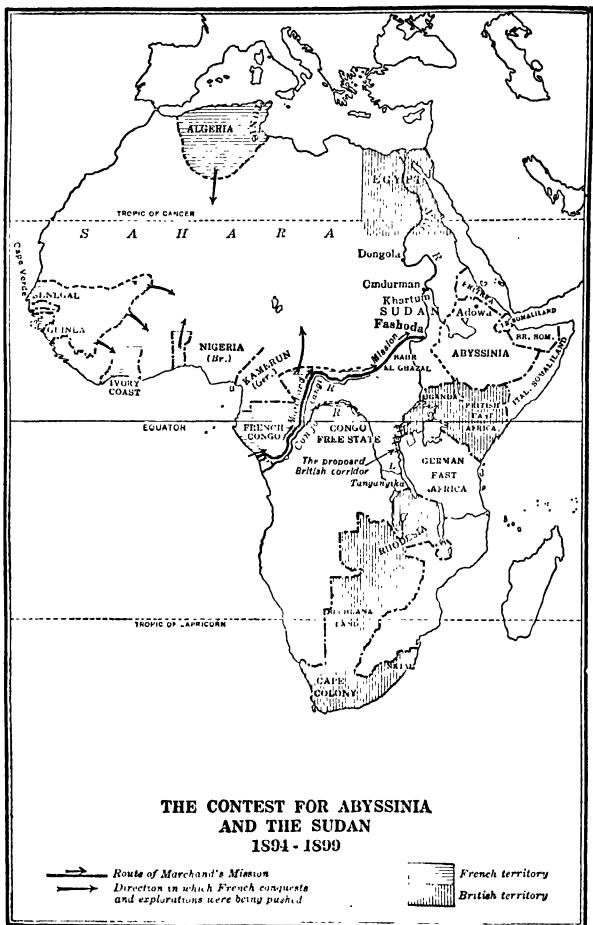 ALGERIA
EGYPT
TROPIC OF CANCER
S A H A R A
Cape Verde
Dongola
SENEGAL
Omdurman
Khartum
SUDAN
Fashoda
ERITREA
Adowa
GUINEA
NIGERIA
(Br.)
KAMERUN
(Ger.)
Mission
BAHR
EL GHAZAL
ABYSSINIA
BR. SOM.
ITAL. SOMALILAND
IVORY
COAST
UGANDA
BRITISH
EAST
AFRICA
EQUATOR
FRENCH
CONGO
Congo
R
CONGO
FREE STATE
The proposed
British corridor
L.
Tanganyika
GERMAN
EAST
AFRICA
RHODESIA
LAND
TROPIC OF CAPRICORN
NATAL
CAPE
COLONY
THE CONTEST FOR ABYSSINIA
AND THE SUDAN
1894-1899
Route of Marchand's Mission
Direction in which French conquests
and explorations were being pushed
French territory
British territory